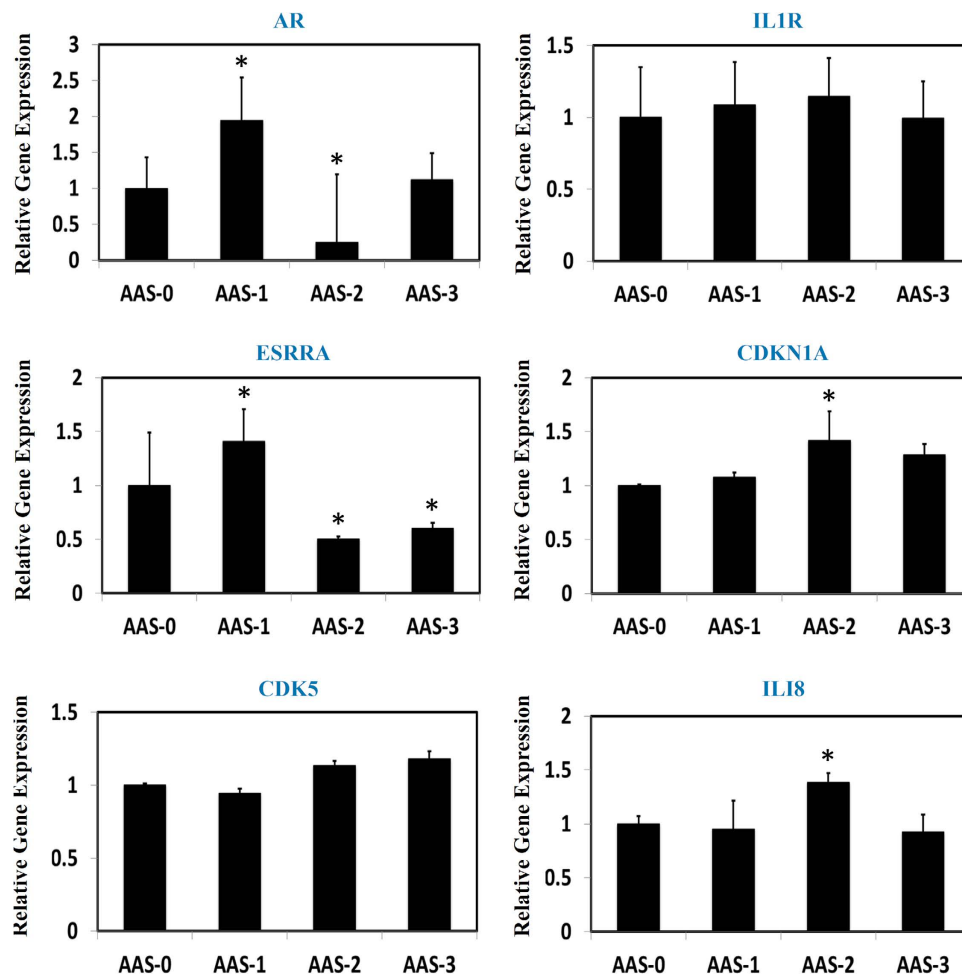 AR
Relative Gene Expression
3
2.5
2
1.5
1
0.5
0
*
*
AAS-0 AAS-1 AAS-2 AAS-3
IL1R
Relative Gene Expression
1.5
1
0.5
0
AAS-0 AAS-1 AAS-2 AAS-3
ESRRA
Relative Gene Expression
2
1.5
1
0.5
0
*
*
*
AAS-0 AAS-1 AAS-2 AAS-3
CDKN1A
Relative Gene Expression
2
1.5
1
0.5
0
*
AAS-0 AAS-1 AAS-2 AAS-3
CDK5
Relative Gene Expression
1.5
1
0.5
0
AAS-0 AAS-1 AAS-2 AAS-3
ILI8
Relative Gene Expression
2
1.5
1
0.5
0
*
AAS-0 AAS-1 AAS-2 AAS-3